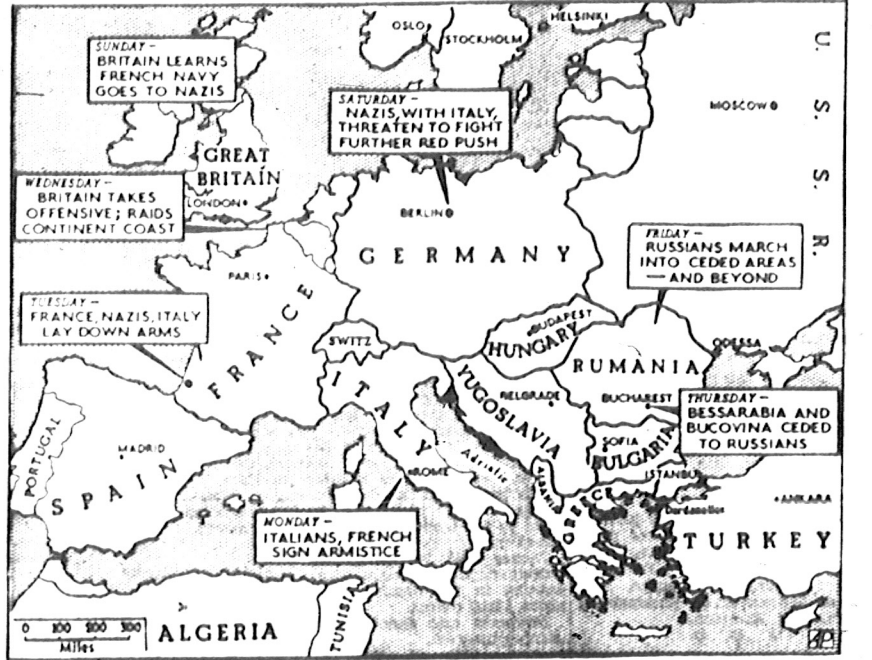 OSLO
STOCKHOLM
HELSINKI
U. S. S. R.
SUNDAY—
BRITAIN LEARNS
FRENCH NAVY
GOES TO NAZIS
SATURDAY—
NAZIS, WITH ITALY,
THREATEN TO FIGHT
FURTHER RED PUSH
MOSCOW
GREAT
BRITAIN
WEDNESDAY—
BRITAIN TAKES
OFFENSIVE; RAIDS
CONTINENT COAST
LONDON
BERLIN
GERMANY
FRIDAY—
RUSSIANS MARCH
INTO CEDED AREAS
—AND BEYOND
PARIS
TUESDAY—
FRANCE, NAZIS, ITALY
LAY DOWN ARMS
FRANCE
SWITZ
BUDAPEST
HUNGARY
RUMANIA
ODESSA
ITALY
YUGOSLAVIA
BELGRADE
BUCHAREST
THURSDAY—
BESSARABIA AND
BUCOVINA CEDED
TO RUSSIANS
PORTUGAL
MADRID
SPAIN
ROME
Adriatic
SOFIA
BULGARIA
ALBANIA
GREECE
ISTANBUL
Dardanelles
ANKARA
TURKEY
MONDAY—
ITALIANS, FRENCH
SIGN ARMISTICE
0 100 200 300
Miles
ALGERIA
TUNISIA
AP